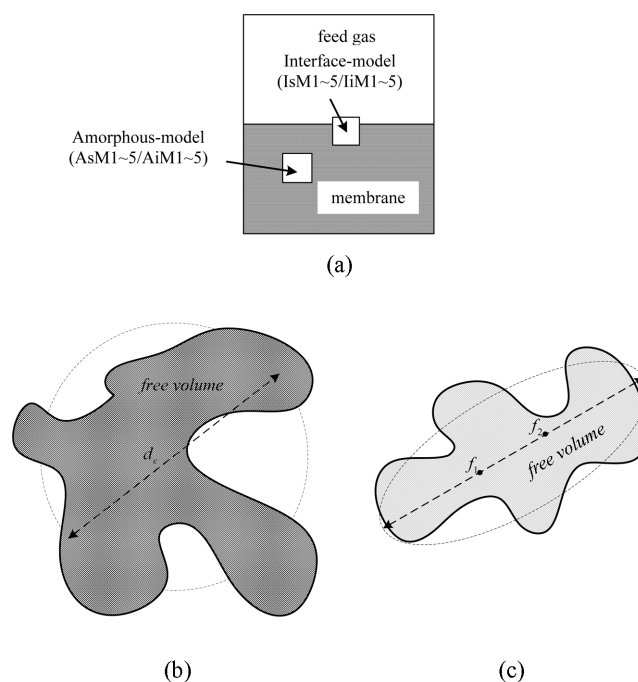 feed gas
Interface-model
(IsM1~5/IiM1~5)
Amorphous-model
(AsM1~5/AiM1~5)
membrane
(a)
free volume
d_e
f_2
f_1
free volume
(b)
(c)